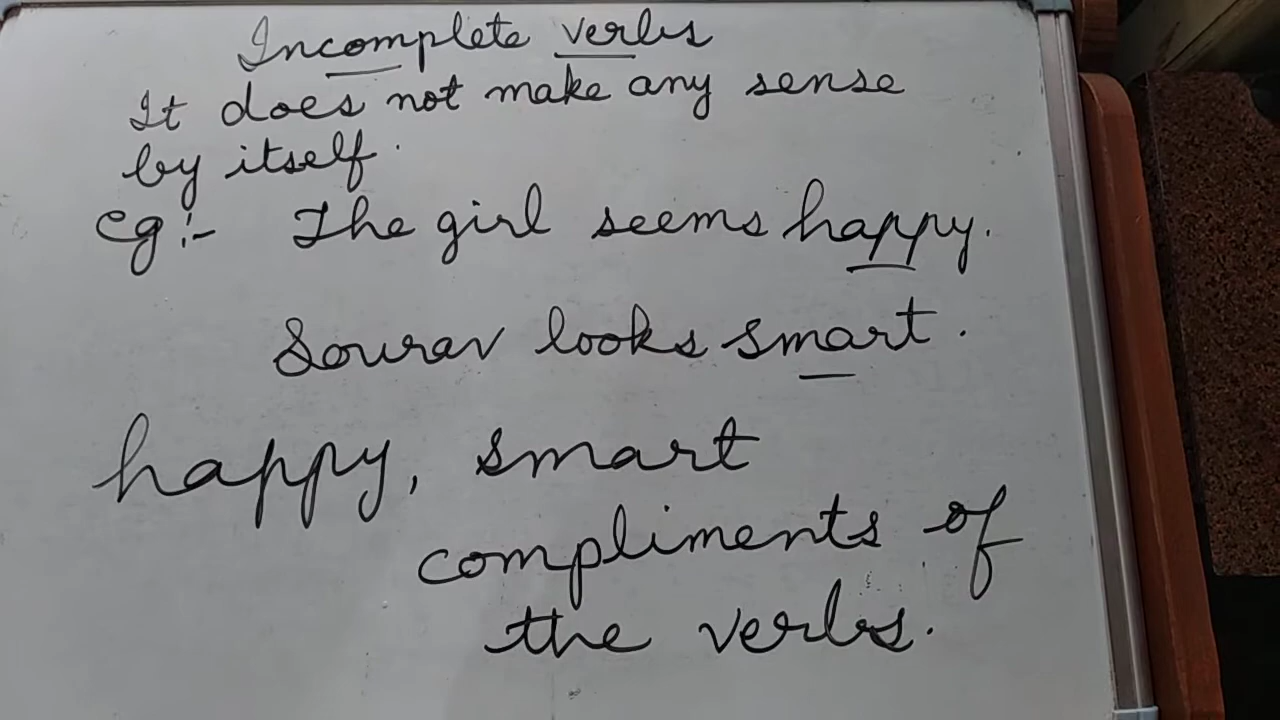 Incomplete verbs
It does not make any sense
by itself.
eg:- The girl seems happy.
Sourav looks smart.
happy, smart
compliments of
the verbs.